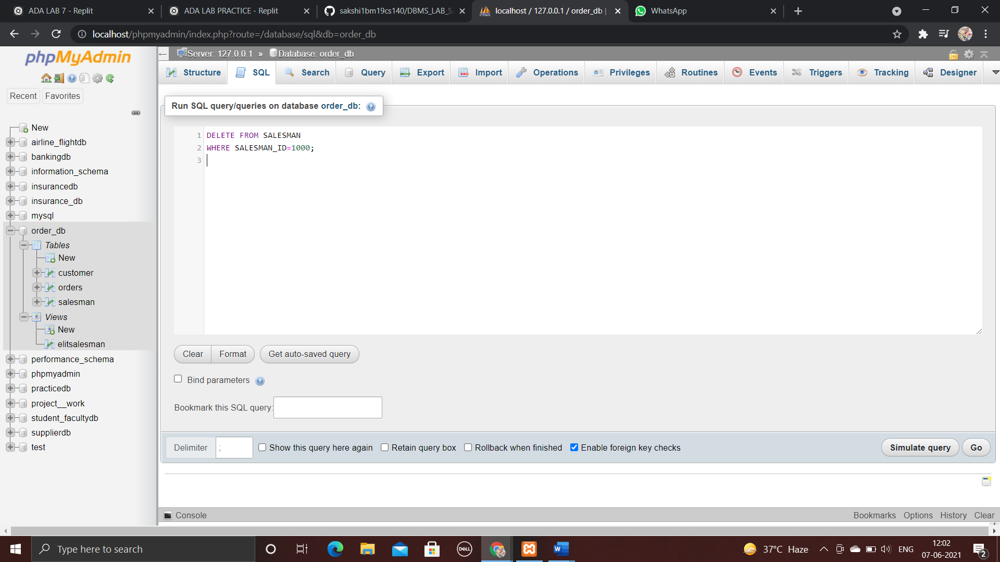 ADA LAB 7 - Replit
ADA LAB PRACTICE - Replit
sakshi1bm19cs140/DBMS_LAB_S
localhost / 127.0.0.1 / order_db |
WhatsApp
localhost/phpmyadmin/index.php?route=/database/sql&db=order_db
phpMyAdmin
Recent
Favorites
New
airline_flightdb
bankingdb
information_schema
insurancedb
insurance_db
mysql
order_db
Tables
New
customer
orders
salesman
Views
New
elitsalesman
performance_schema
phpmyadmin
practicedb
project__work
student_facultydb
supplierdb
test
Server: 127.0.0.1 » Database: order_db
Structure
SQL
Search
Query
Export
Import
Operations
Privileges
Routines
Events
Triggers
Tracking
Designer
Run SQL query/queries on database order_db:
1 DELETE FROM SALESMAN
2 WHERE SALESMAN_ID=1000;
3
Clear
Format
Get auto-saved query
Bind parameters
Bookmark this SQL query:
Delimiter ;
Show this query here again
Retain query box
Rollback when finished
Enable foreign key checks
Simulate query
Go
Console
Bookmarks Options History Clear
Type here to search
DELL
37°C Haze
ENG
12:02
07-06-2021
2